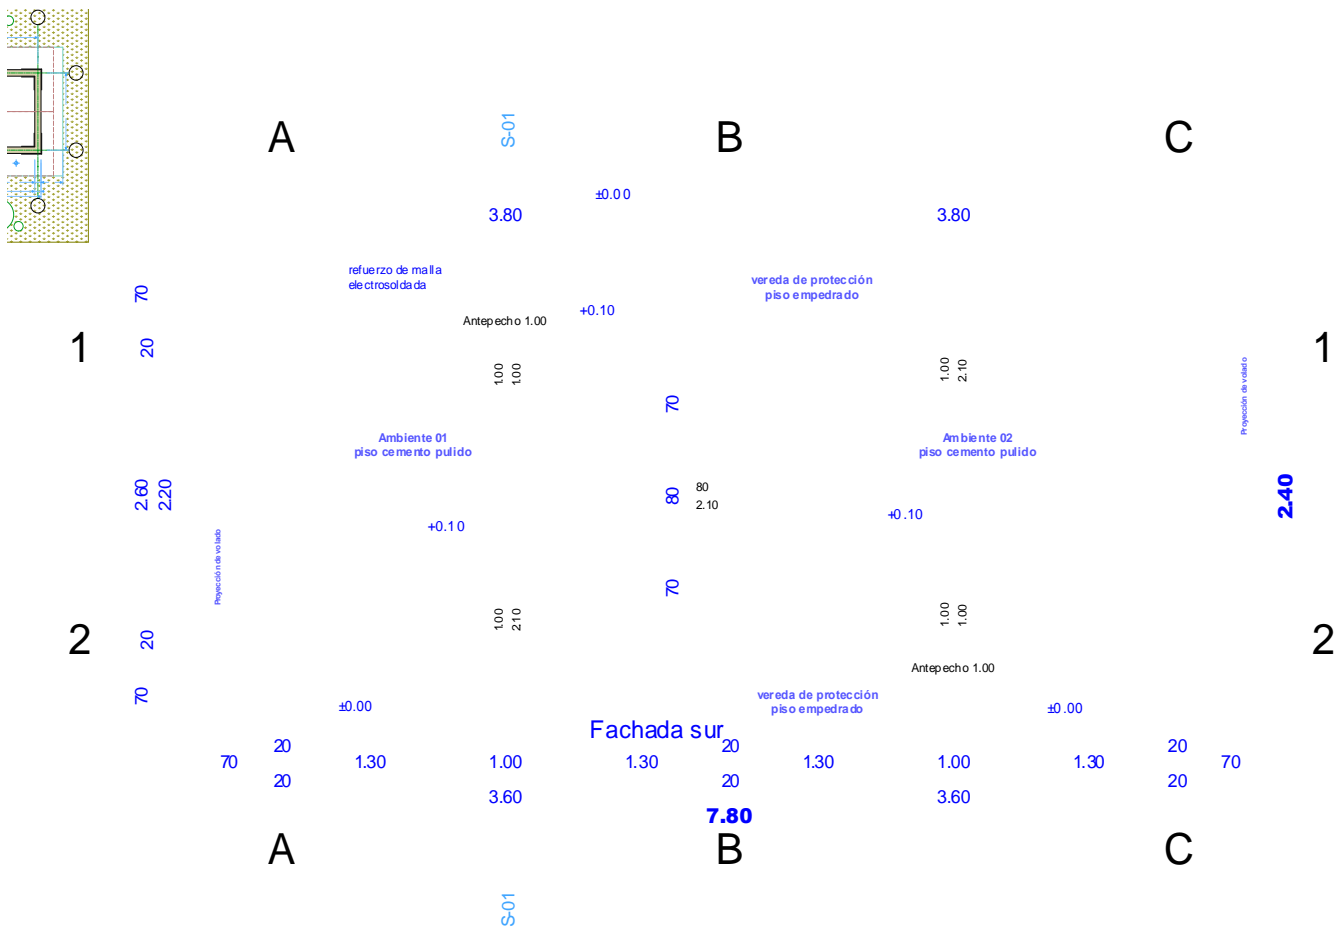 A
S-01
B
C
±0.00
3.80
3.80
refuerzo de malla
electrosoldada
vereda de protección
piso empedrado
70
+0.10
Antepecho 1.00
1
20
1
1.00
1.00
1.00
2.10
Proyección de volado
70
Ambiente 01
piso cemento pulido
Ambiente 02
piso cemento pulido
2.60
2.20
80
80
2.10
2.40
+0.10
+0.10
Proyección de volado
70
1.00
2.10
1.00
1.00
2
20
2
Antepecho 1.00
70
vereda de protección
piso empedrado
±0.00
±0.00
Fachada sur
20
20
20
70
1.30
1.00
1.30
1.30
1.00
1.30
70
20
20
20
3.60
3.60
7.80
A
B
C
S-01